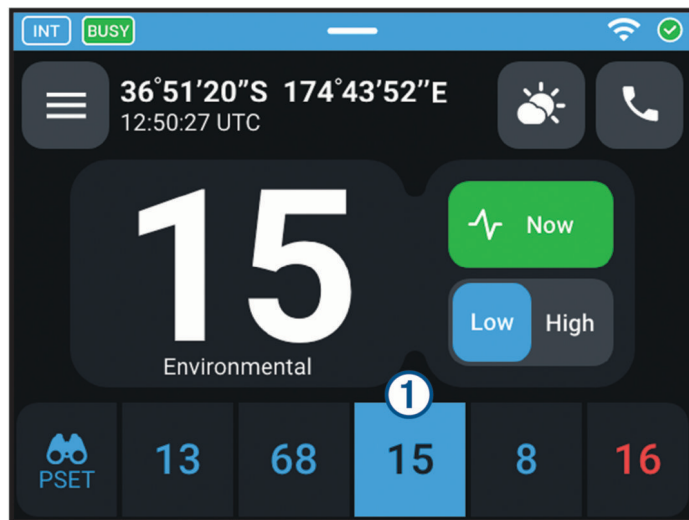 INT BUSY
36°51'20"S 174°43'52"E
12:50:27 UTC
15
Environmental
Now
Low High
1
PSET 13 68 15 8 16